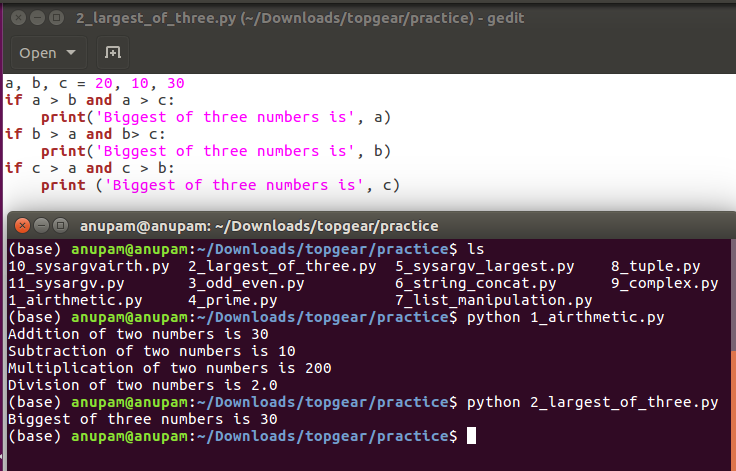 2_largest_of_three.py (~/Downloads/topgear/practice) - gedit
Open
a, b, c = 20, 10, 30
if a > b and a > c:
    print('Biggest of three numbers is', a)
if b > a and b> c:
    print('Biggest of three numbers is', b)
if c > a and c > b:
    print ('Biggest of three numbers is', c)
anupam@anupam: ~/Downloads/topgear/practice
(base) anupam@anupam:~/Downloads/topgear/practice$ ls
10_sysargvairth.py  2_largest_of_three.py  5_sysargv_largest.py    8_tuple.py
11_sysargv.py       3_odd_even.py          6_string_concat.py      9_complex.py
1_airthmetic.py     4_prime.py             7_list_manipulation.py
(base) anupam@anupam:~/Downloads/topgear/practice$ python 1_airthmetic.py
Addition of two numbers is 30
Subtraction of two numbers is 10
Multiplication of two numbers is 200
Division of two numbers is 2.0
(base) anupam@anupam:~/Downloads/topgear/practice$ python 2_largest_of_three.py
Biggest of three numbers is 30
(base) anupam@anupam:~/Downloads/topgear/practice$